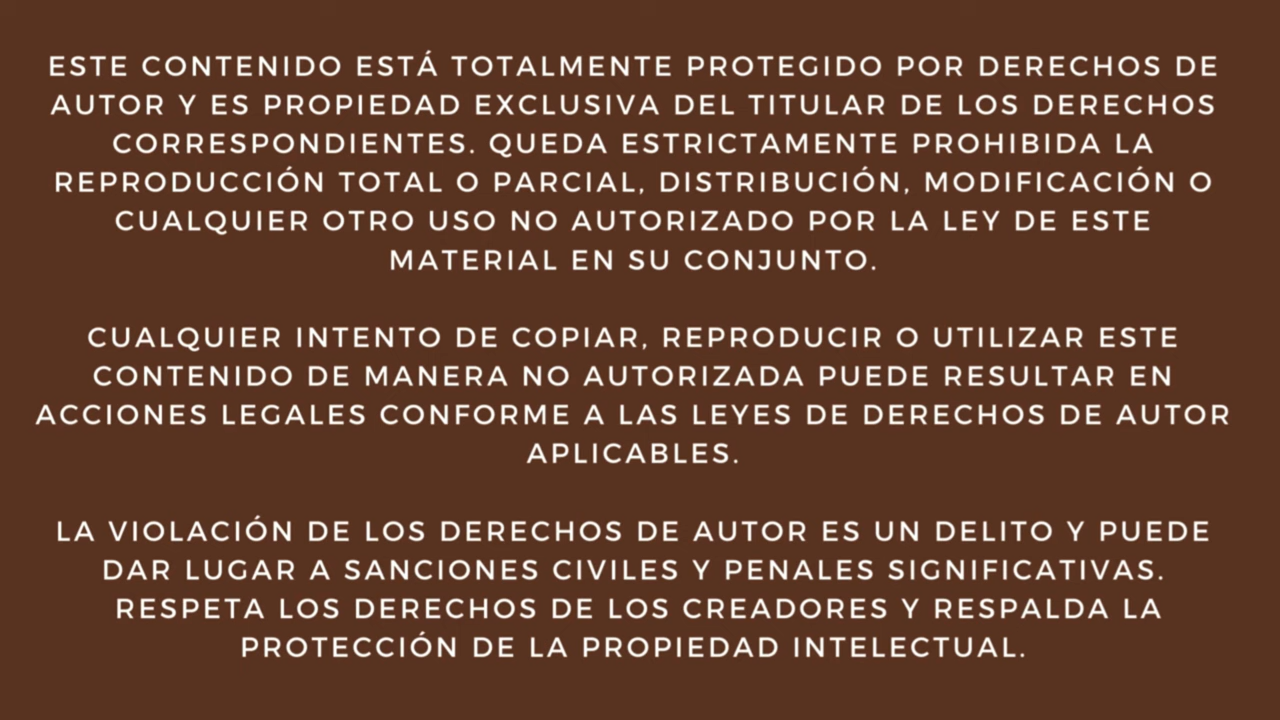 ESTE CONTENIDO ESTÁ TOTALMENTE PROTEGIDO POR DERECHOS DE
AUTOR Y ES PROPIEDAD EXCLUSIVA DEL TITULAR DE LOS DERECHOS
CORRESPONDIENTES. QUEDA ESTRICTAMENTE PROHIBIDA LA
REPRODUCCIÓN TOTAL O PARCIAL, DISTRIBUCIÓN, MODIFICACIÓN O
CUALQUIER OTRO USO NO AUTORIZADO POR LA LEY DE ESTE
MATERIAL EN SU CONJUNTO.
CUALQUIER INTENTO DE COPIAR, REPRODUCIR O UTILIZAR ESTE
CONTENIDO DE MANERA NO AUTORIZADA PUEDE RESULTAR EN
ACCIONES LEGALES CONFORME A LAS LEYES DE DERECHOS DE AUTOR
APLICABLES.
LA VIOLACIÓN DE LOS DERECHOS DE AUTOR ES UN DELITO Y PUEDE
DAR LUGAR A SANCIONES CIVILES Y PENALES SIGNIFICATIVAS.
RESPETA LOS DERECHOS DE LOS CREADORES Y RESPALDA LA
PROTECCIÓN DE LA PROPIEDAD INTELECTUAL.